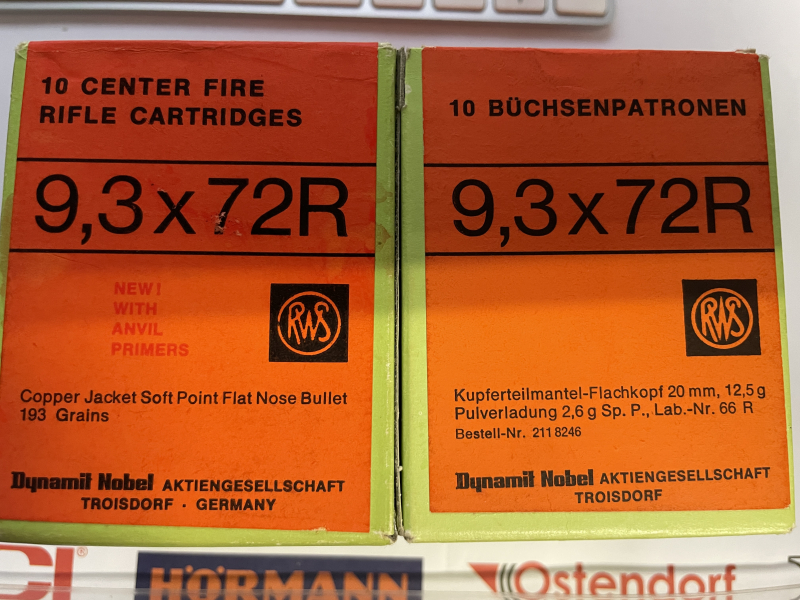 10 CENTER FIRE
RIFLE CARTRIDGES
9,3x72R
NEW!
WITH
ANVIL
PRIMERS
RWS
Copper Jacket Soft Point Flat Nose Bullet
193 Grains
Dynamit Nobel AKTIENGESELLSCHAFT
TROISDORF · GERMANY
10 BÜCHSENPATRONEN
9,3x72R
RWS
Kupferteilmantel-Flachkopf 20 mm, 12,5 g
Pulverladung 2,6 g Sp. P., Lab.-Nr. 66 R
Bestell-Nr. 211 8246
Dynamit Nobel AKTIENGESELLSCHAFT
TROISDORF
HÖRMANN
Ostendorf